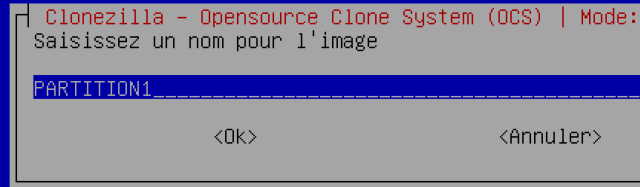 Clonezilla - Opensource Clone System (OCS) | Mode:
Saisissez un nom pour l'image
PARTITION1
<Ok> <Annuler>